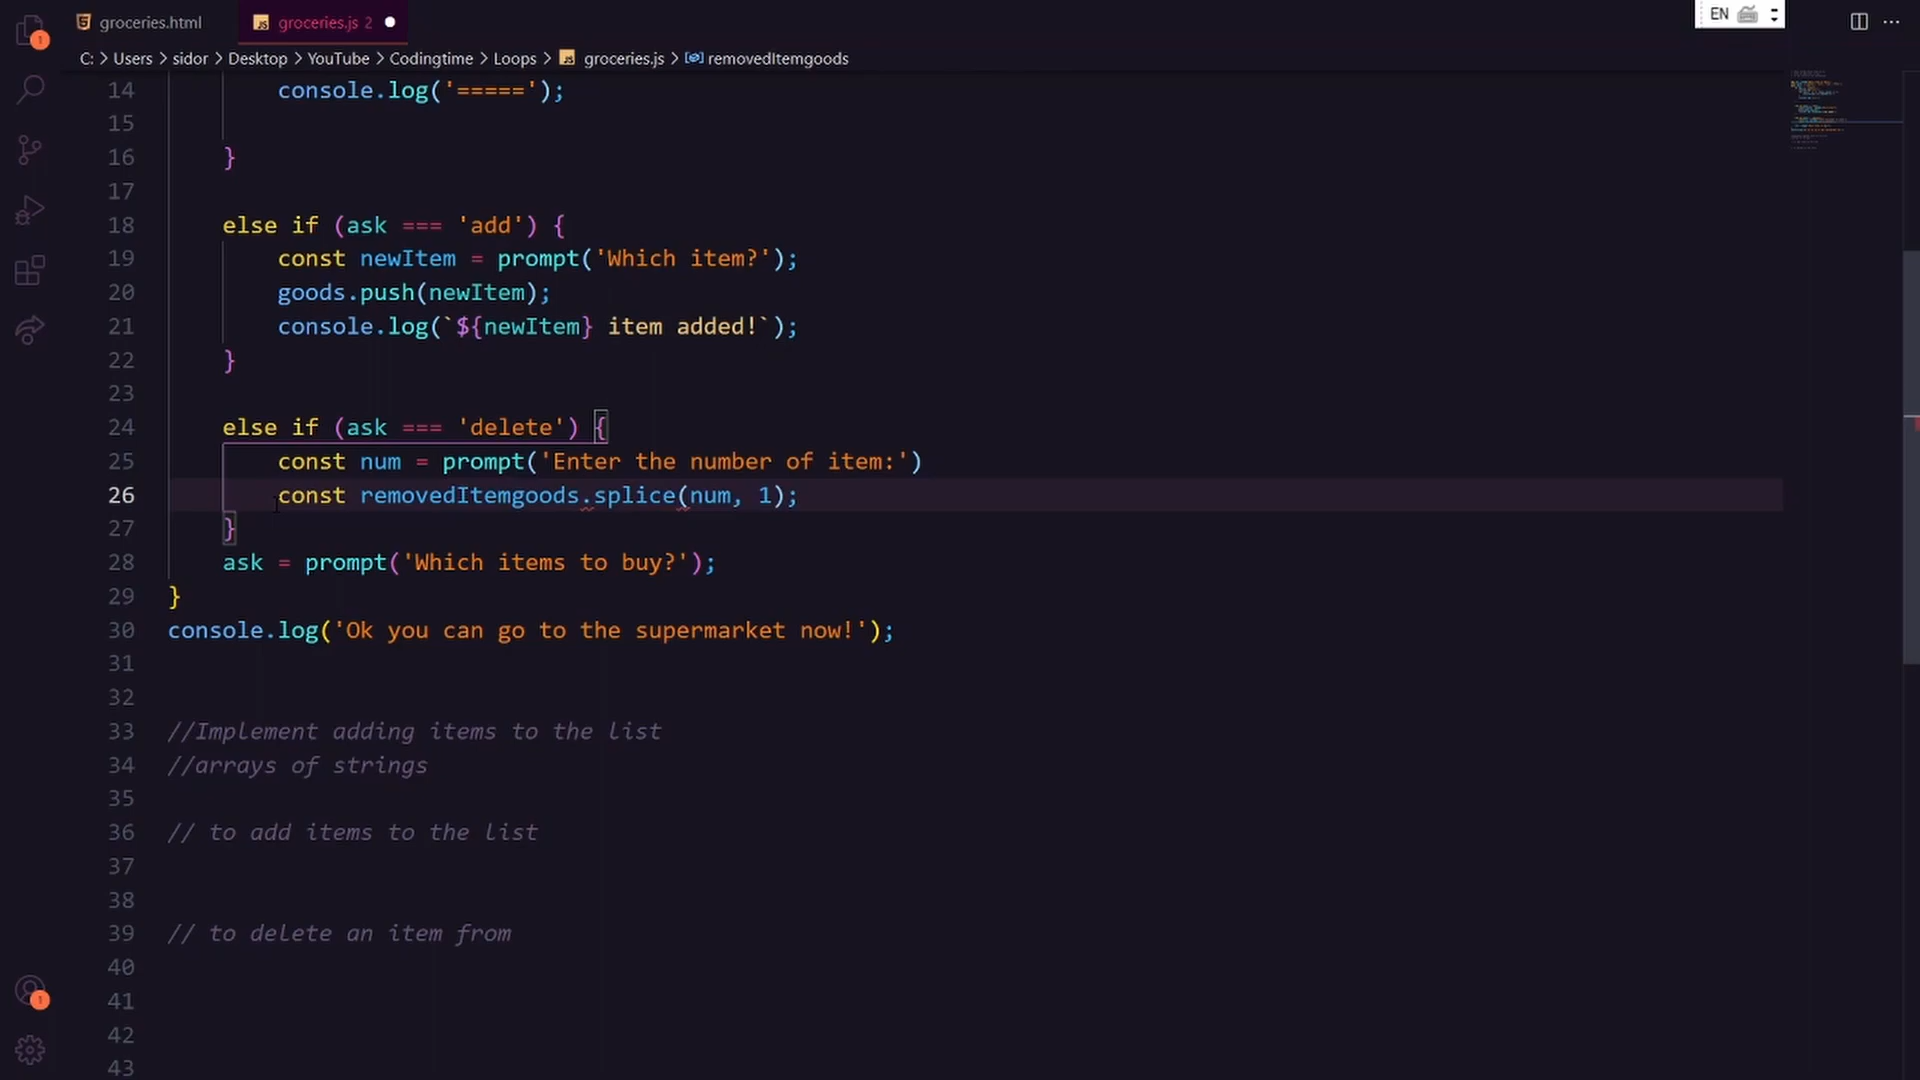 groceries.html
groceries.js 2
EN
C: > Users > sidor > Desktop > YouTube > Codingtime > Loops > groceries.js > removedItemgoods
14 console.log('=====');
15
16 }
17
18 else if (ask === 'add') {
19 const newItem = prompt('Which item?');
20 goods.push(newItem);
21 console.log(`${newItem} item added!`);
22 }
23
24 else if (ask === 'delete') {
25 const num = prompt('Enter the number of item:')
26 const removedItemgoods.splice(num, 1);
27 }
28 ask = prompt('Which items to buy?');
29 }
30 console.log('Ok you can go to the supermarket now!');
31
32
33 //Implement adding items to the list
34 //arrays of strings
35
36 // to add items to the list
37
38
39 // to delete an item from
40
41
42
43
1
1